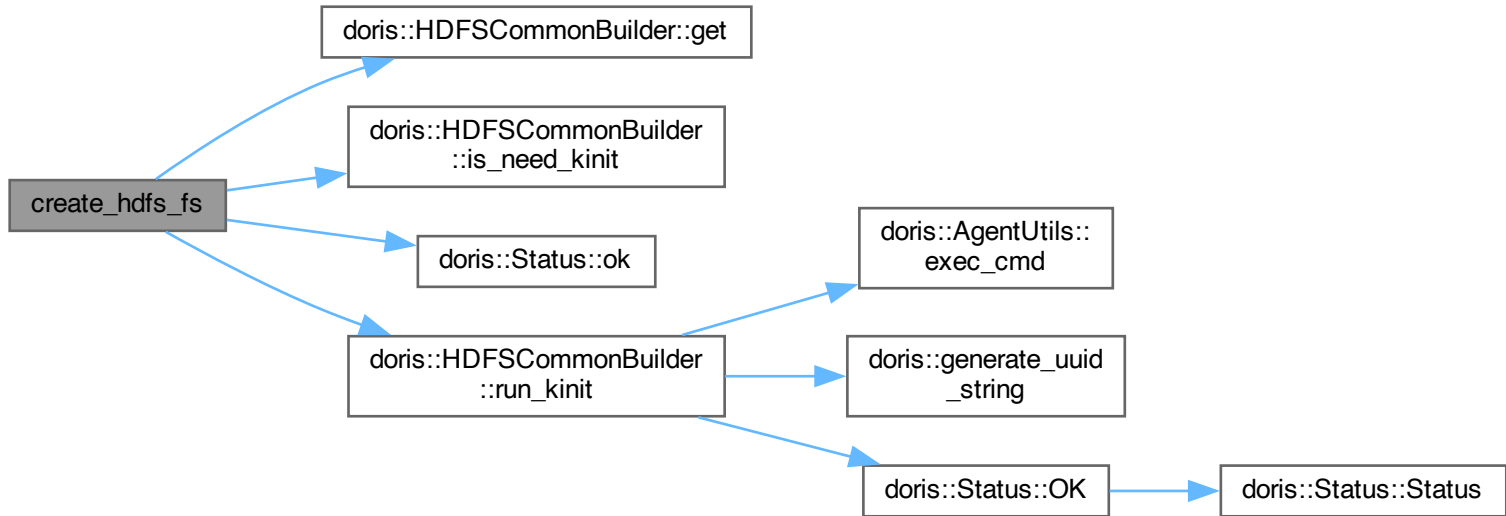 doris::HDFSCommonBuilder::get
doris::HDFSCommonBuilder
::is_need_kinit
create_hdfs_fs
doris::Status::ok
doris::HDFSCommonBuilder
::run_kinit
doris::AgentUtils::
exec_cmd
doris::generate_uuid
_string
doris::Status::OK
doris::Status::Status